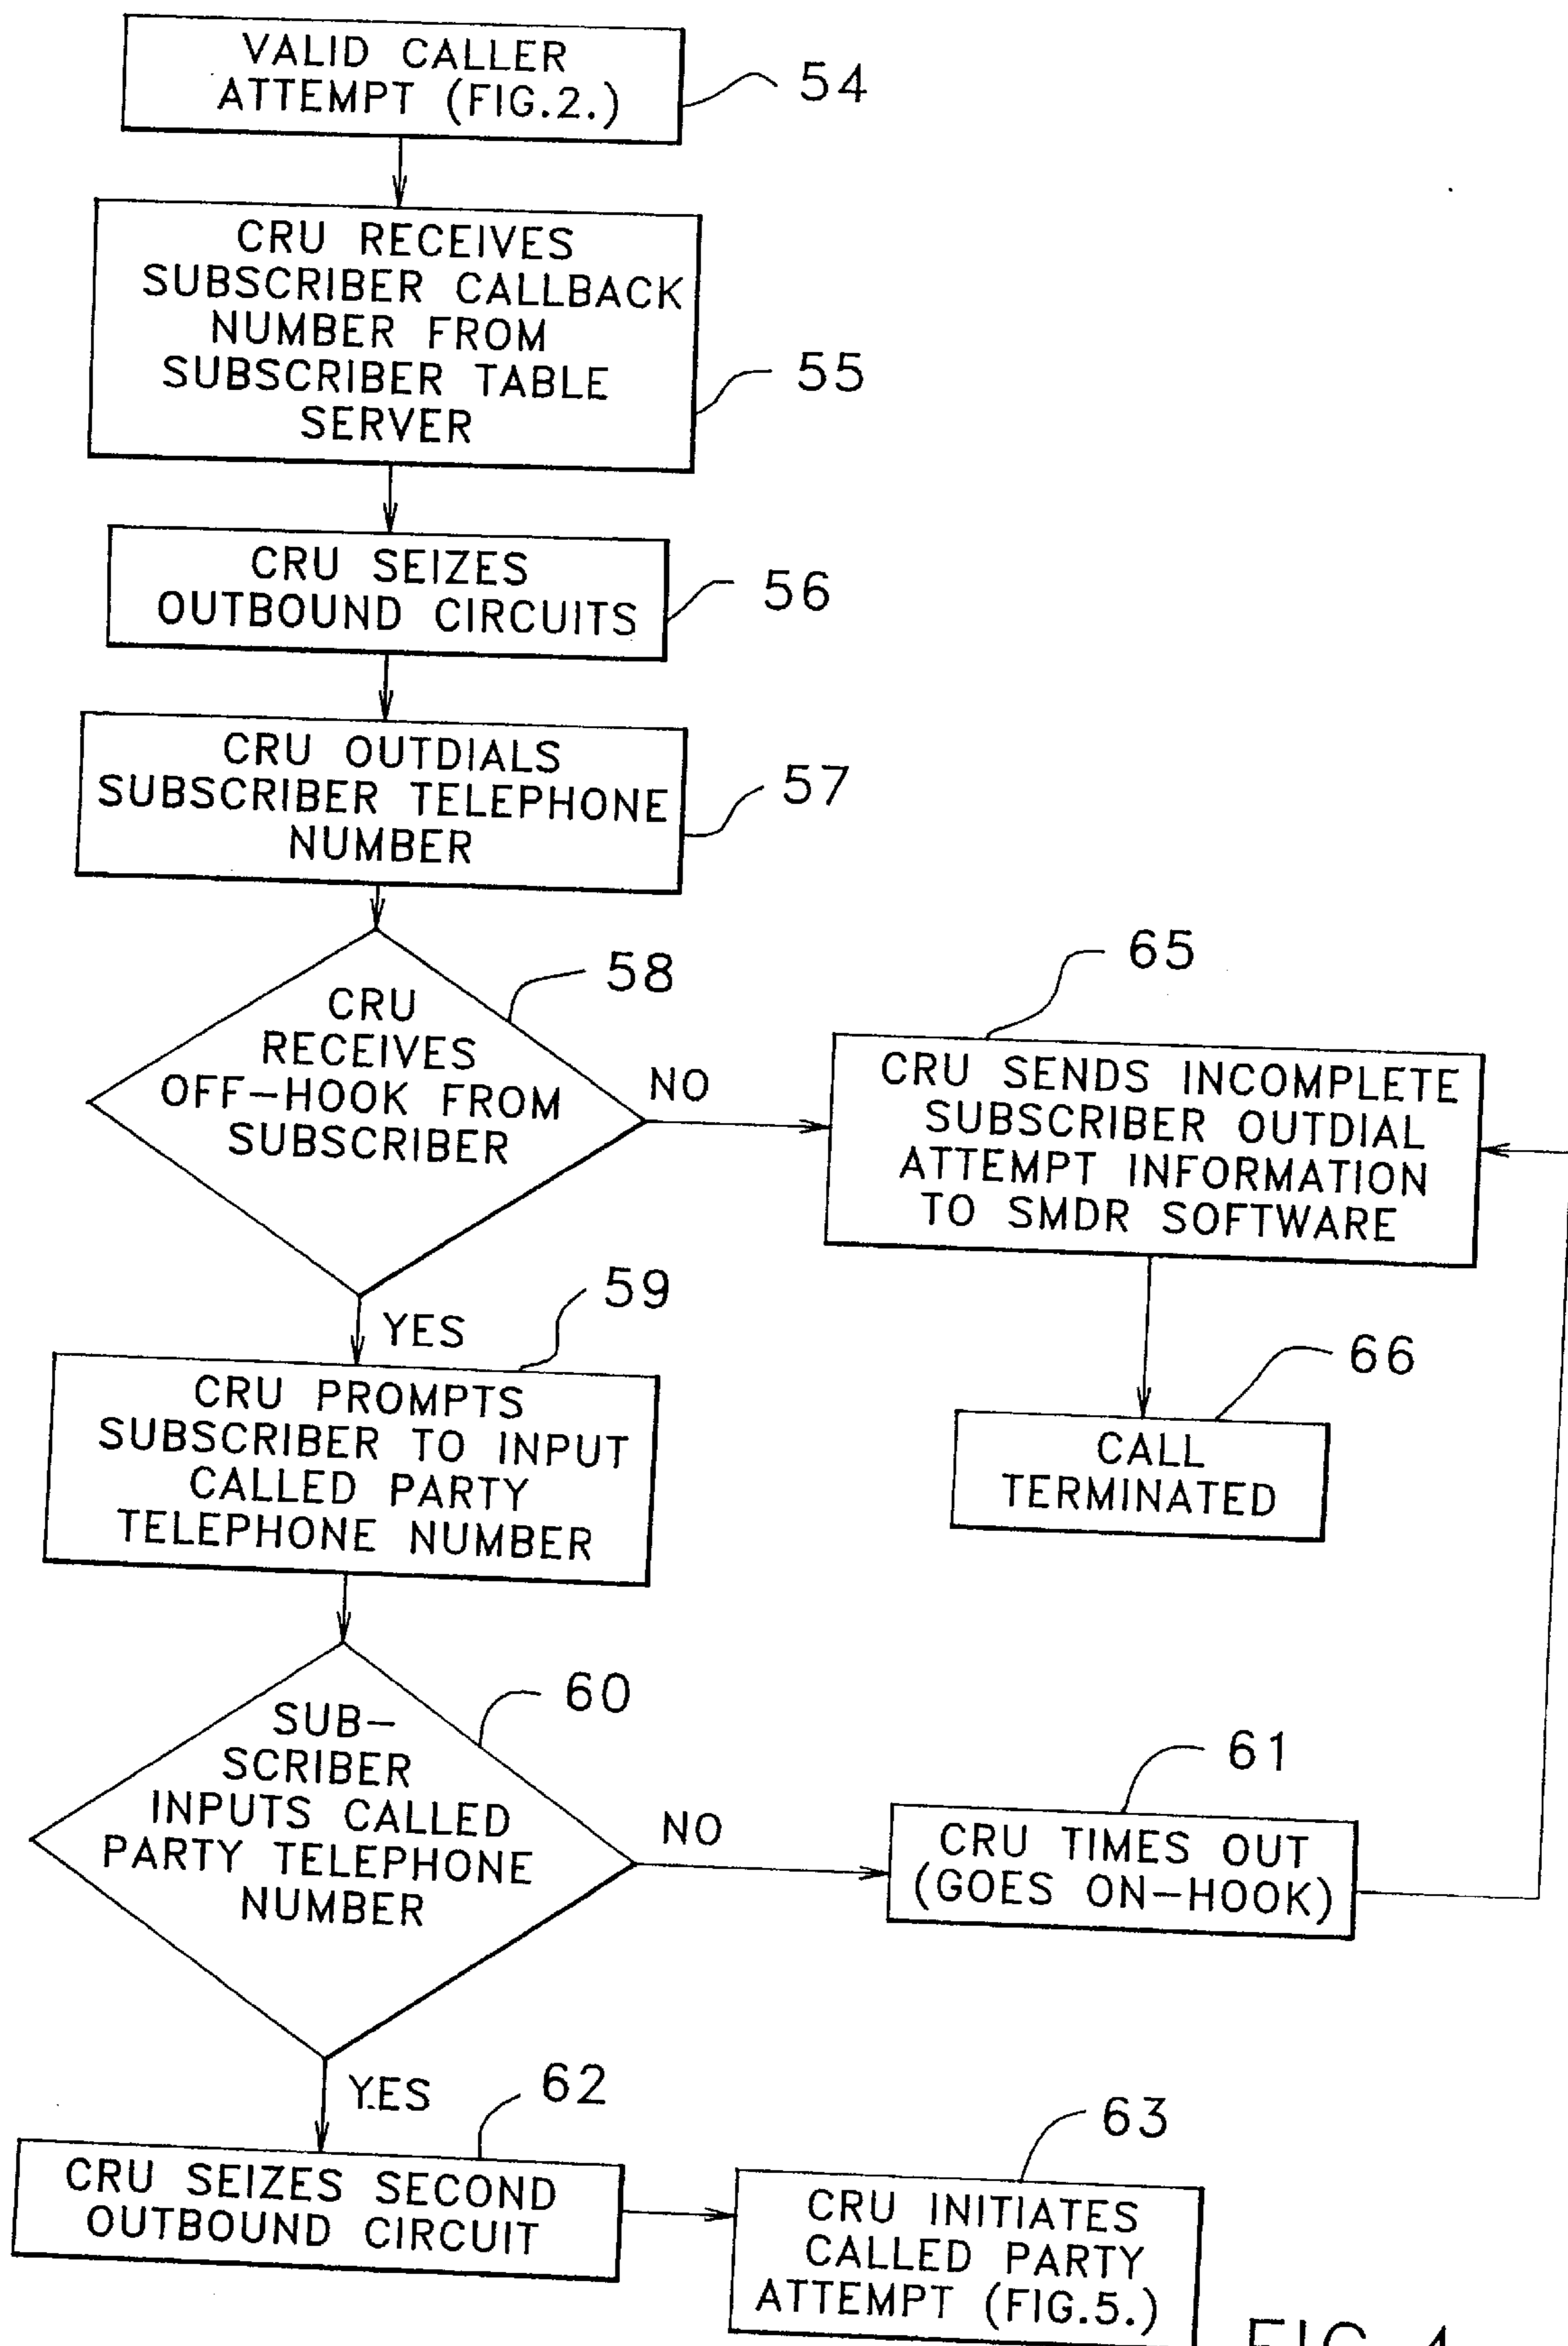 VALID CALLER
ATTEMPT (FIG.2.)
54
CRU RECEIVES
SUBSCRIBER CALLBACK
NUMBER FROM
SUBSCRIBER TABLE
SERVER
55
CRU SEIZES
OUTBOUND CIRCUITS
56
CRU OUTDIALS
SUBSCRIBER TELEPHONE
NUMBER
57
CRU
RECEIVES
OFF-HOOK FROM
SUBSCRIBER
58
NO
65
CRU SENDS INCOMPLETE
SUBSCRIBER OUTDIAL
ATTEMPT INFORMATION
TO SMDR SOFTWARE
YES
59
66
CALL
TERMINATED
CRU PROMPTS
SUBSCRIBER TO INPUT
CALLED PARTY
TELEPHONE NUMBER
60
SUB-
SCRIBER
INPUTS CALLED
PARTY TELEPHONE
NUMBER
NO
61
CRU TIMES OUT
(GOES ON-HOOK)
YES
62
CRU SEIZES SECOND
OUTBOUND CIRCUIT
63
CRU INITIATES
CALLED PARTY
ATTEMPT (FIG.5.)
FIG. 4